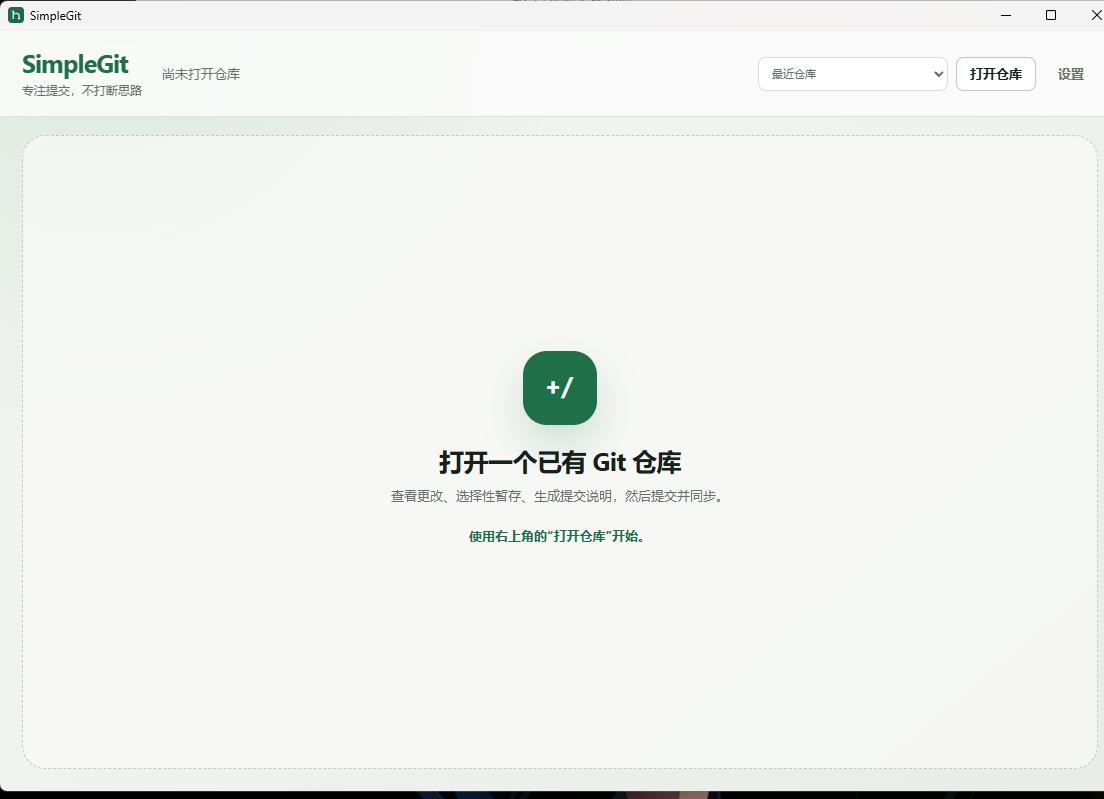 SimpleGit
SimpleGit
专注提交，不打断思路
尚未打开仓库
最近仓库
打开仓库
设置
+/
打开一个已有 Git 仓库
查看更改、选择性暂存、生成提交说明，然后提交并同步。
使用右上角的“打开仓库”开始。